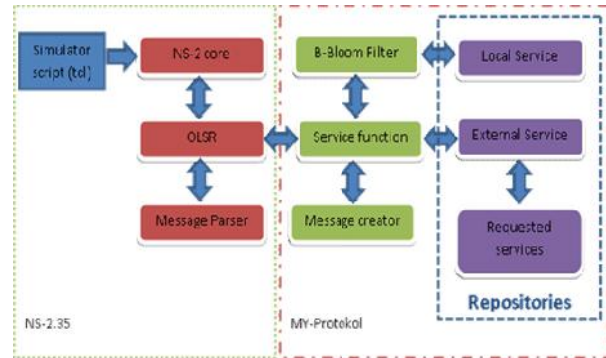 Simulator
script (tcl)
NS-2 core
OLSR
Message Parser
NS-2.35
B-Bloom Filter
Service function
Message creator
MY-Protokol
Local Service
External Service
Requested
services
Repositories